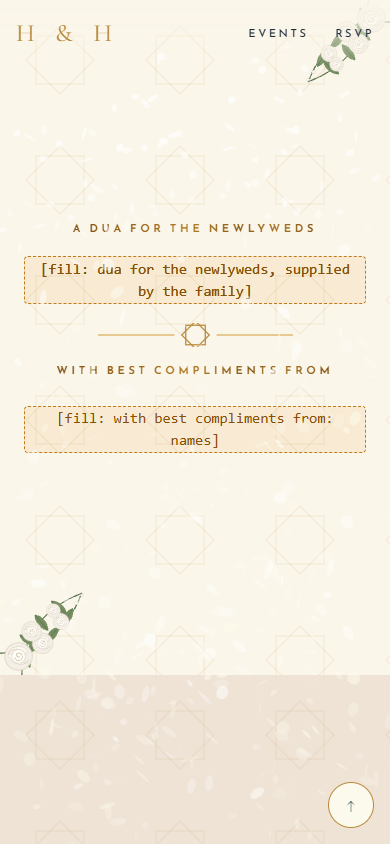 H & H
EVENTS RSVP
A DUA FOR THE NEWLYWEDS
[fill: dua for the newlyweds, supplied
by the family]
WITH BEST COMPLIMENTS FROM
[fill: with best compliments from:
names]
↑